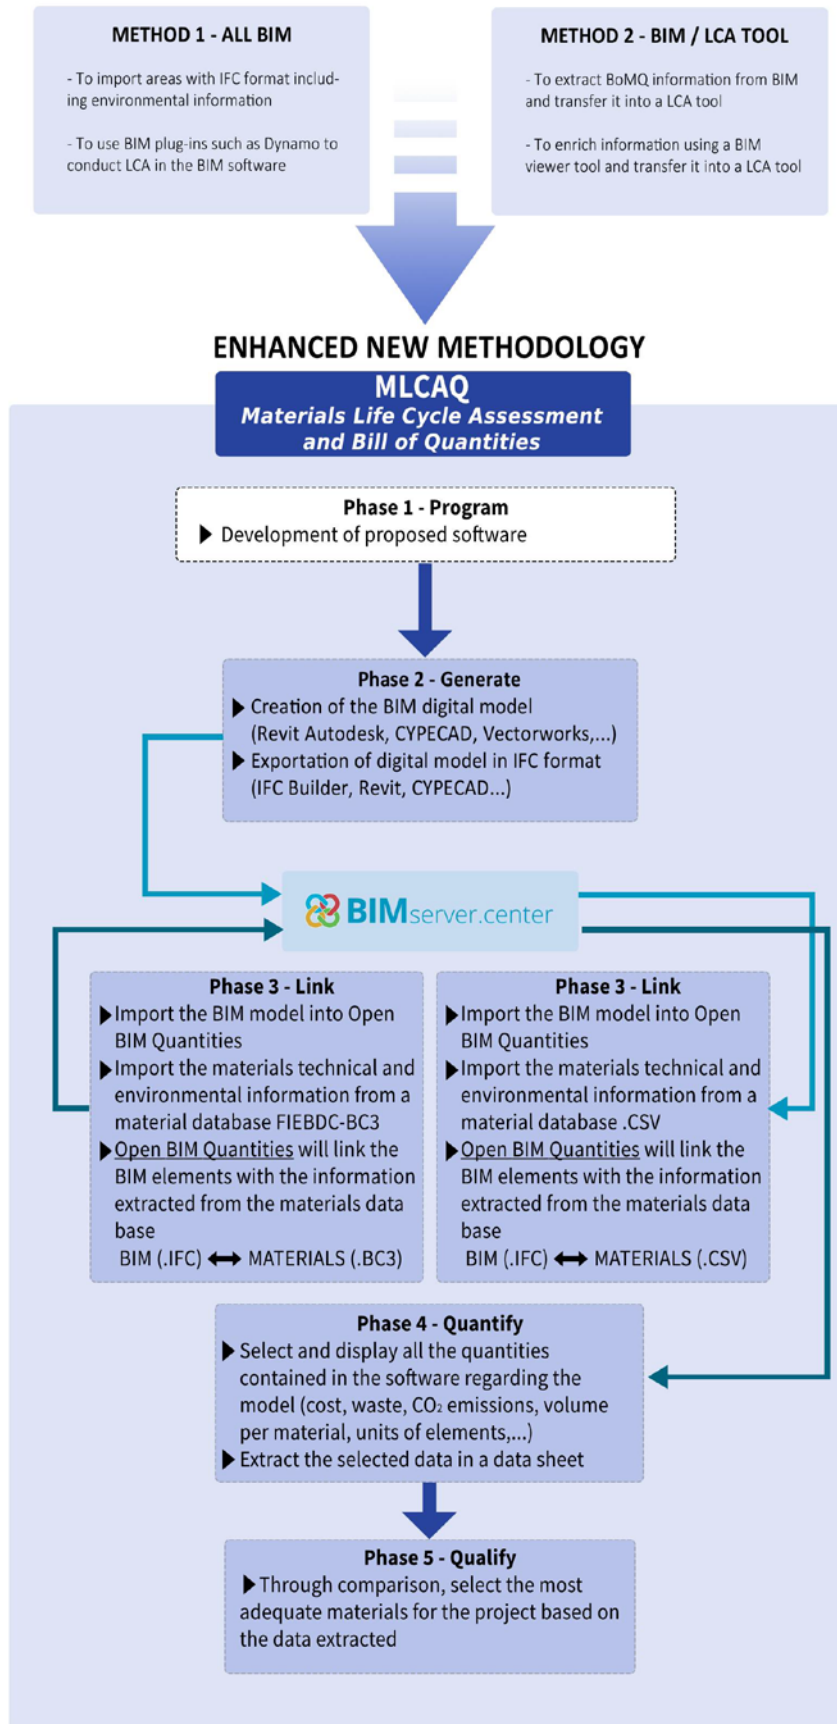 METHOD 1 - ALL BIM
- To import areas with IFC format includ-
ing environmental information
- To use BIM plug-ins such as Dynamo to
conduct LCA in the BIM software
METHOD 2 - BIM / LCA TOOL
- To extract BoMQ information from BIM
and transfer it into a LCA tool
- To enrich information using a BIM
viewer tool and transfer it into a LCA tool
ENHANCED NEW METHODOLOGY
MLCAQ
Materials Life Cycle Assessment
and Bill of Quantities
Phase 1 - Program
Development of proposed software
Phase 2 - Generate
Creation of the BIM digital model
(Revit Autodesk, CYPECAD, Vectorworks,...)
Exportation of digital model in IFC format
(IFC Builder, Revit, CYPECAD...)
BIMserver.center
Phase 3 - Link
Import the BIM model into Open
BIM Quantities
Import the materials technical and
environmental information from a
material database FIEBDC-BC3
Open BIM Quantities will link the
BIM elements with the information
extracted from the materials data
base
BIM (.IFC) ↔ MATERIALS (.BC3)
Phase 3 - Link
Import the BIM model into Open
BIM Quantities
Import the materials technical and
environmental information from a
material database .CSV
Open BIM Quantities will link the
BIM elements with the information
extracted from the materials data
base
BIM (.IFC) ↔ MATERIALS (.CSV)
Phase 4 - Quantify
Select and display all the quantities
contained in the software regarding the
model (cost, waste, CO₂ emissions, volume
per material, units of elements,...)
Extract the selected data in a data sheet
Phase 5 - Qualify
Through comparison, select the most
adequate materials for the project based on
the data extracted